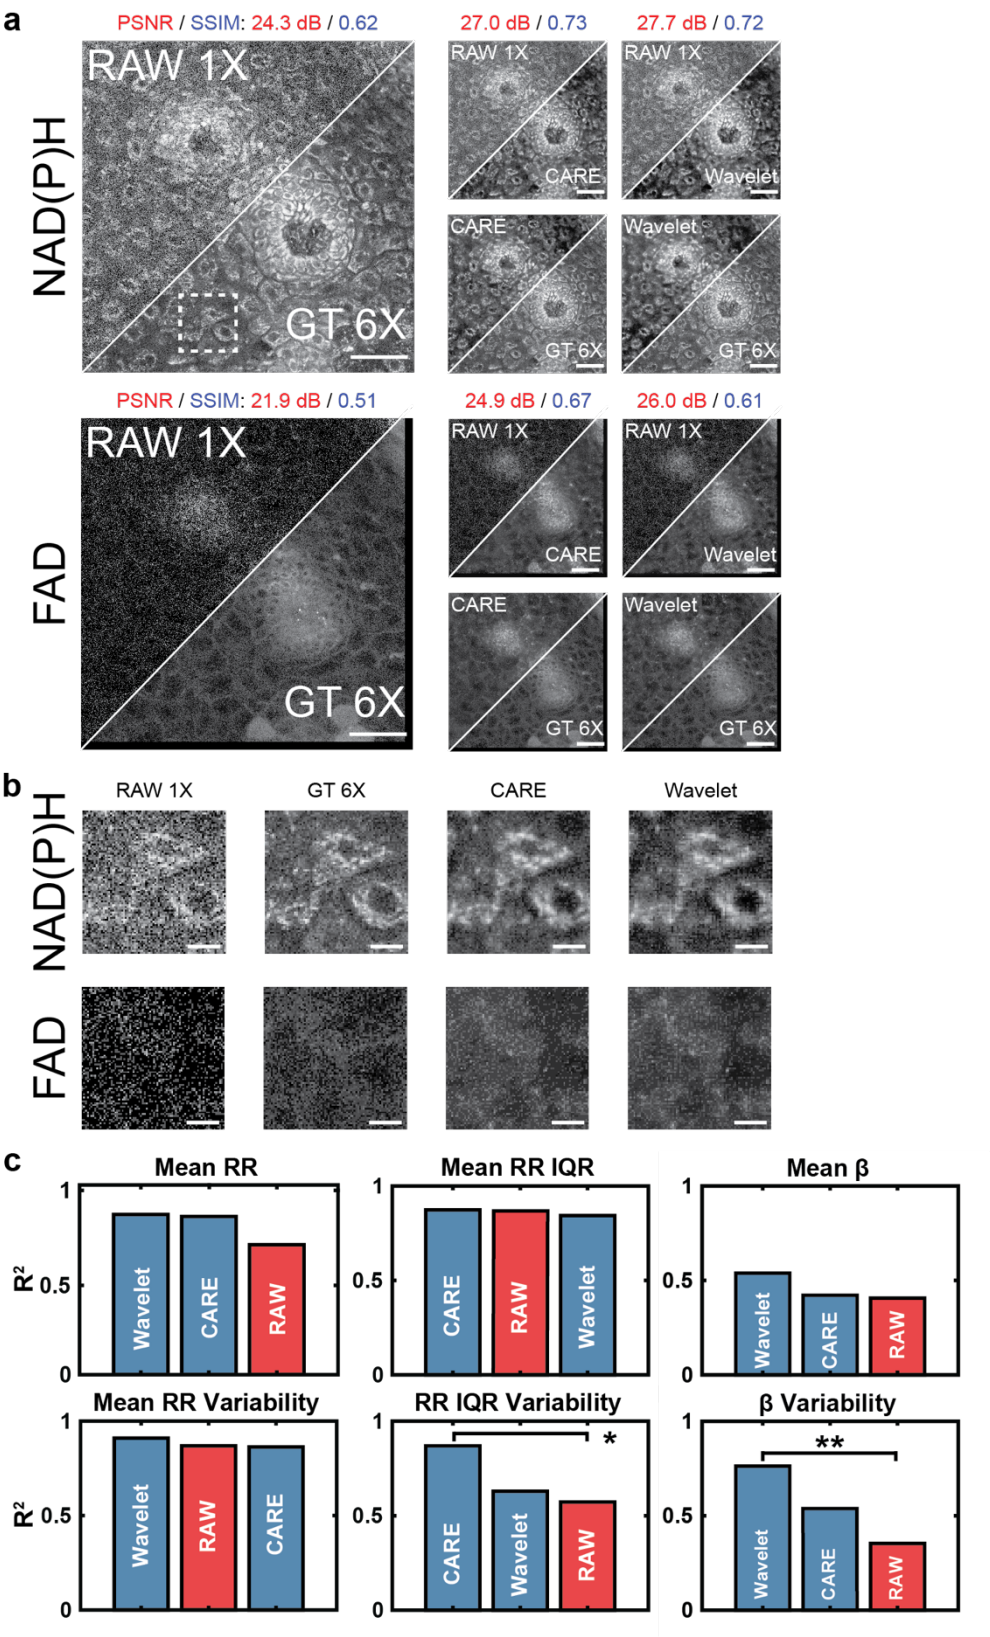 a
PSNR / SSIM: 24.3 dB / 0.62
27.0 dB / 0.73
27.7 dB / 0.72
NAD(P)H
RAW 1X
GT 6X
RAW 1X
CARE
RAW 1X
Wavelet
CARE
GT 6X
Wavelet
GT 6X
PSNR / SSIM: 21.9 dB / 0.51
24.9 dB / 0.67
26.0 dB / 0.61
FAD
RAW 1X
GT 6X
RAW 1X
CARE
RAW 1X
Wavelet
CARE
GT 6X
Wavelet
GT 6X
b
RAW 1X
GT 6X
CARE
Wavelet
NAD(P)H
FAD
c
Mean RR
R²
1
0.5
0
Wavelet
CARE
RAW
Mean RR IQR
1
0.5
0
CARE
RAW
Wavelet
Mean β
1
0.5
0
Wavelet
CARE
RAW
Mean RR Variability
R²
1
0.5
0
Wavelet
RAW
CARE
RR IQR Variability
1
0.5
0
*
CARE
Wavelet
RAW
β Variability
1
0.5
0
**
Wavelet
CARE
RAW